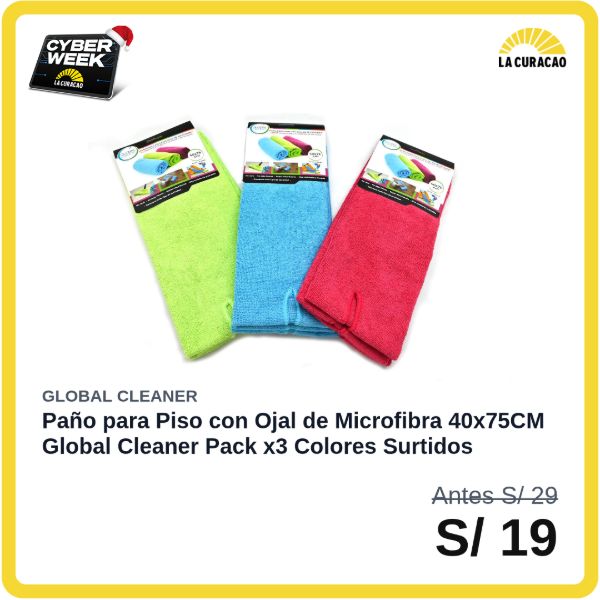 CYBER
WEEK
LA CURACAO
LA CURACAO
GLOBAL CLEANER
Paño para Piso con Ojal de Microfibra 40x75CM
Global Cleaner Pack x3 Colores Surtidos
Antes S/ 29
S/ 19